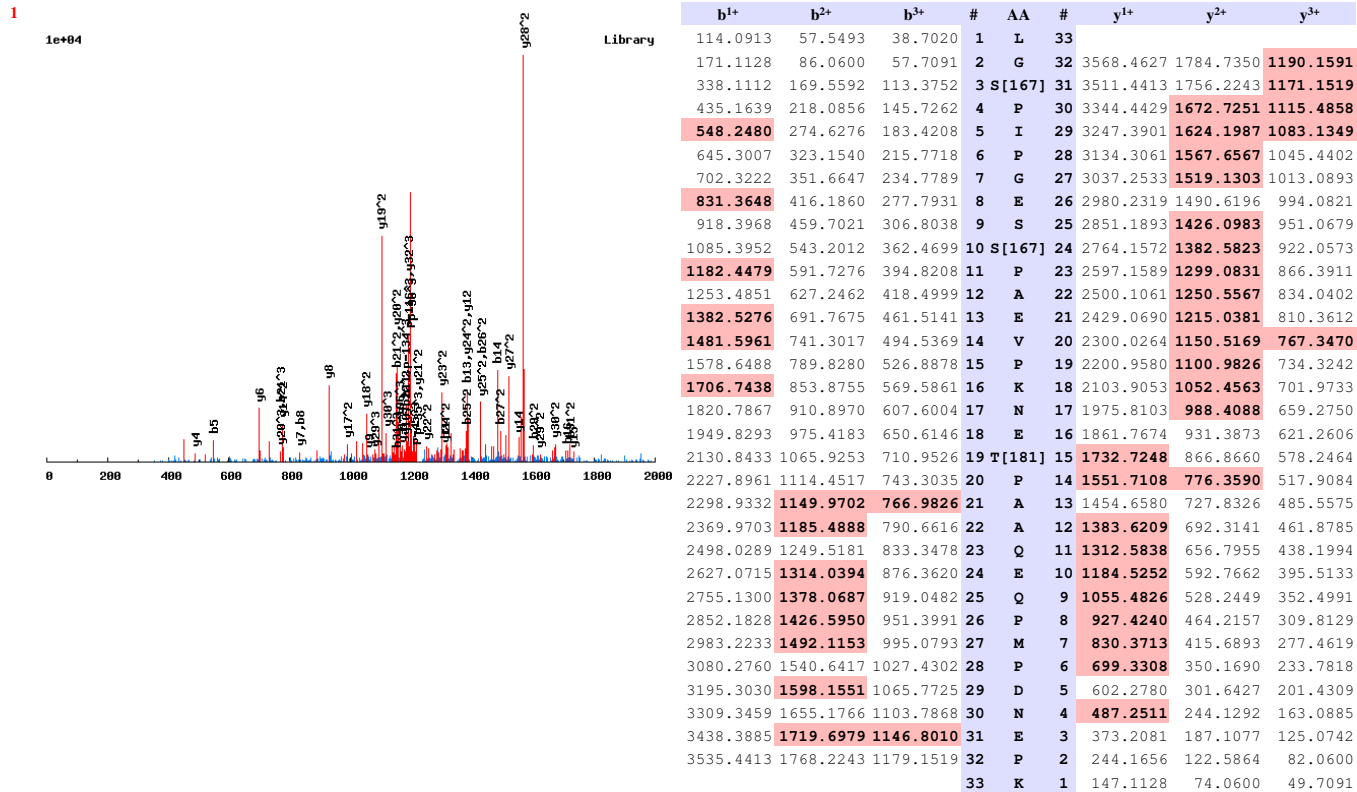 1
1e+04
Library
y28^2
y19^2
y4
b5
y6
y8
y7,b8
y17^2
y18^2
y30^3
b21^2,y20^2
y23^2
y22^2
b13,y24^2,y12
b25^2
y25^2,b26^2
b14
b27^2
y27^2
y14
b28^2
y29^2
y30^2
0
200
400
600
800
1000
1200
1400
1600
1800
2000
b1+ b2+ b3+ # AA # y1+ y2+ y3+
114.0913 57.5493 38.7020 1 L 33
171.1128 86.0600 57.7091 2 G 32 3568.4627 1784.7350 1190.1591
338.1112 169.5592 113.3752 3 S[167] 31 3511.4413 1756.2243 1171.1519
435.1639 218.0856 145.7262 4 P 30 3344.4429 1672.7251 1115.4858
548.2480 274.6276 183.4208 5 I 29 3247.3901 1624.1987 1083.1349
645.3007 323.1540 215.7718 6 P 28 3134.3061 1567.6567 1045.4402
702.3222 351.6647 234.7789 7 G 27 3037.2533 1519.1303 1013.0893
831.3648 416.1860 277.7931 8 E 26 2980.2319 1490.6196 994.0821
918.3968 459.7021 306.8038 9 S 25 2851.1893 1426.0983 951.0679
1085.3952 543.2012 362.4699 10 S[167] 24 2764.1572 1382.5823 922.0573
1182.4479 591.7276 394.8208 11 P 23 2597.1589 1299.0831 866.3911
1253.4851 627.2462 418.4999 12 A 22 2500.1061 1250.5567 834.0402
1382.5276 691.7675 461.5141 13 E 21 2429.0690 1215.0381 810.3612
1481.5961 741.3017 494.5369 14 V 20 2300.0264 1150.5169 767.3470
1578.6488 789.8280 526.8878 15 P 19 2200.9580 1100.9826 734.3242
1706.7438 853.8755 569.5861 16 K 18 2103.9053 1052.4563 701.9733
1820.7867 910.8970 607.6004 17 N 17 1975.8103 988.4088 659.2750
1949.8293 975.4183 650.6146 18 E 16 1861.7674 931.3873 621.2606
2130.8433 1065.9253 710.9526 19 T[181] 15 1732.7248 866.8660 578.2464
2227.8961 1114.4517 743.3035 20 P 14 1551.7108 776.3590 517.9084
2298.9332 1149.9702 766.9826 21 A 13 1454.6580 727.8326 485.5575
2369.9703 1185.4888 790.6616 22 A 12 1383.6209 692.3141 461.8785
2498.0289 1249.5181 833.3478 23 Q 11 1312.5838 656.7955 438.1994
2627.0715 1314.0394 876.3620 24 E 10 1184.5252 592.7662 395.5133
2755.1300 1378.0687 919.0482 25 Q 9 1055.4826 528.2449 352.4991
2852.1828 1426.5950 951.3991 26 P 8 927.4240 464.2157 309.8129
2983.2233 1492.1153 995.0793 27 M 7 830.3713 415.6893 277.4619
3080.2760 1540.6417 1027.4302 28 P 6 699.3308 350.1690 233.7818
3195.3030 1598.1551 1065.7725 29 D 5 602.2780 301.6427 201.4309
3309.3459 1655.1766 1103.7868 30 N 4 487.2511 244.1292 163.0885
3438.3885 1719.6979 1146.8010 31 E 3 373.2081 187.1077 125.0742
3535.4413 1768.2243 1179.1519 32 P 2 244.1656 122.5864 82.0600
33 K 1 147.1128 74.0600 49.7091